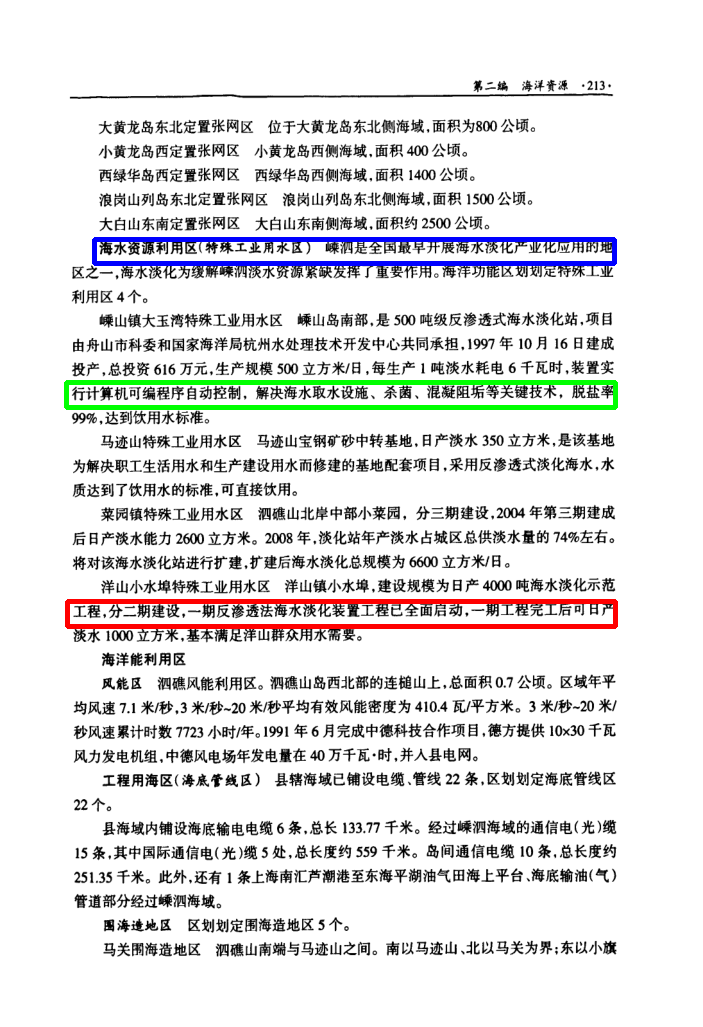 第二编 海洋资源 ·213·
大黄龙岛东北定置张网区 位于大黄龙岛东北侧海域,面积为800公顷。
小黄龙岛西定置张网区 小黄龙岛西侧海域,面积400公顷。
西绿华岛西定置张网区 西绿华岛西侧海域,面积1400公顷。
浪岗山列岛东北定置张网区 浪岗山列岛东北侧海域,面积1500公顷。
大白山东南定置张网区 大白山东南侧海域,面积约2500公顷。
海水资源利用区(特殊工业用水区) 嵊泗是全国最早开展海水淡化产业化应用的地
区之一,海水淡化为缓解嵊泗淡水资源紧缺发挥了重要作用。海洋功能区划划定特殊工业
利用区4个。
嵊山镇大玉湾特殊工业用水区 嵊山岛南部,是500吨级反渗透式海水淡化站,项目
由舟山市科委和国家海洋局杭州水处理技术开发中心共同承担,1997年10月16日建成
投产,总投资616万元,生产规模500立方米/日,每生产1吨淡水耗电6千瓦时,装置实
行计算机可编程序自动控制，解决海水取水设施、杀菌、混凝阻垢等关键技术，脱盐率
99%,达到饮用水标准。
马迹山特殊工业用水区 马迹山宝钢矿砂中转基地,日产淡水350立方米,是该基地
为解决职工生活用水和生产建设用水而修建的基地配套项目,采用反渗透式淡化海水,水
质达到了饮用水的标准,可直接饮用。
菜园镇特殊工业用水区 泗礁山北岸中部小菜园，分三期建设,2004年第三期建成
后日产淡水能力2600立方米。2008年,淡化站年产淡水占城区总供淡水量的74%左右。
将对该海水淡化站进行扩建,扩建后海水淡化总规模为6600立方米/日。
洋山小水埠特殊工业用水区 洋山镇小水埠,建设规模为日产4000吨海水淡化示范
工程,分二期建设,一期反渗透法海水淡化装置工程已全面启动,一期工程完工后可日产
淡水1000立方米,基本满足洋山群众用水需要。
海洋能利用区
风能区 泗礁风能利用区。泗礁山岛西北部的连槌山上,总面积0.7公顷。区域年平
均风速7.1米/秒,3米/秒~20米/秒平均有效风能密度为410.4瓦/平方米。3米/秒~20米/
秒风速累计时数7723小时/年。1991年6月完成中德科技合作项目,德方提供10×30千瓦
风力发电机组,中德风电场年发电量在40万千瓦·时,并入县电网。
工程用海区(海底管线区) 县辖海域已铺设电缆、管线22条,区划划定海底管线区
22个。
县海域内铺设海底输电电缆6条,总长133.77千米。经过嵊泗海域的通信电(光)缆
15条,其中国际通信电(光)缆5处,总长度约559千米。岛间通信电缆10条,总长度约
251.35千米。此外,还有1条上海南汇芦潮港至东海平湖油气田海上平台、海底输油(气)
管道部分经过嵊泗海域。
围海造地区 区划划定围海造地区5个。
马关围海造地区 泗礁山南端与马迹山之间。南以马迹山、北以马关为界;东以小旗